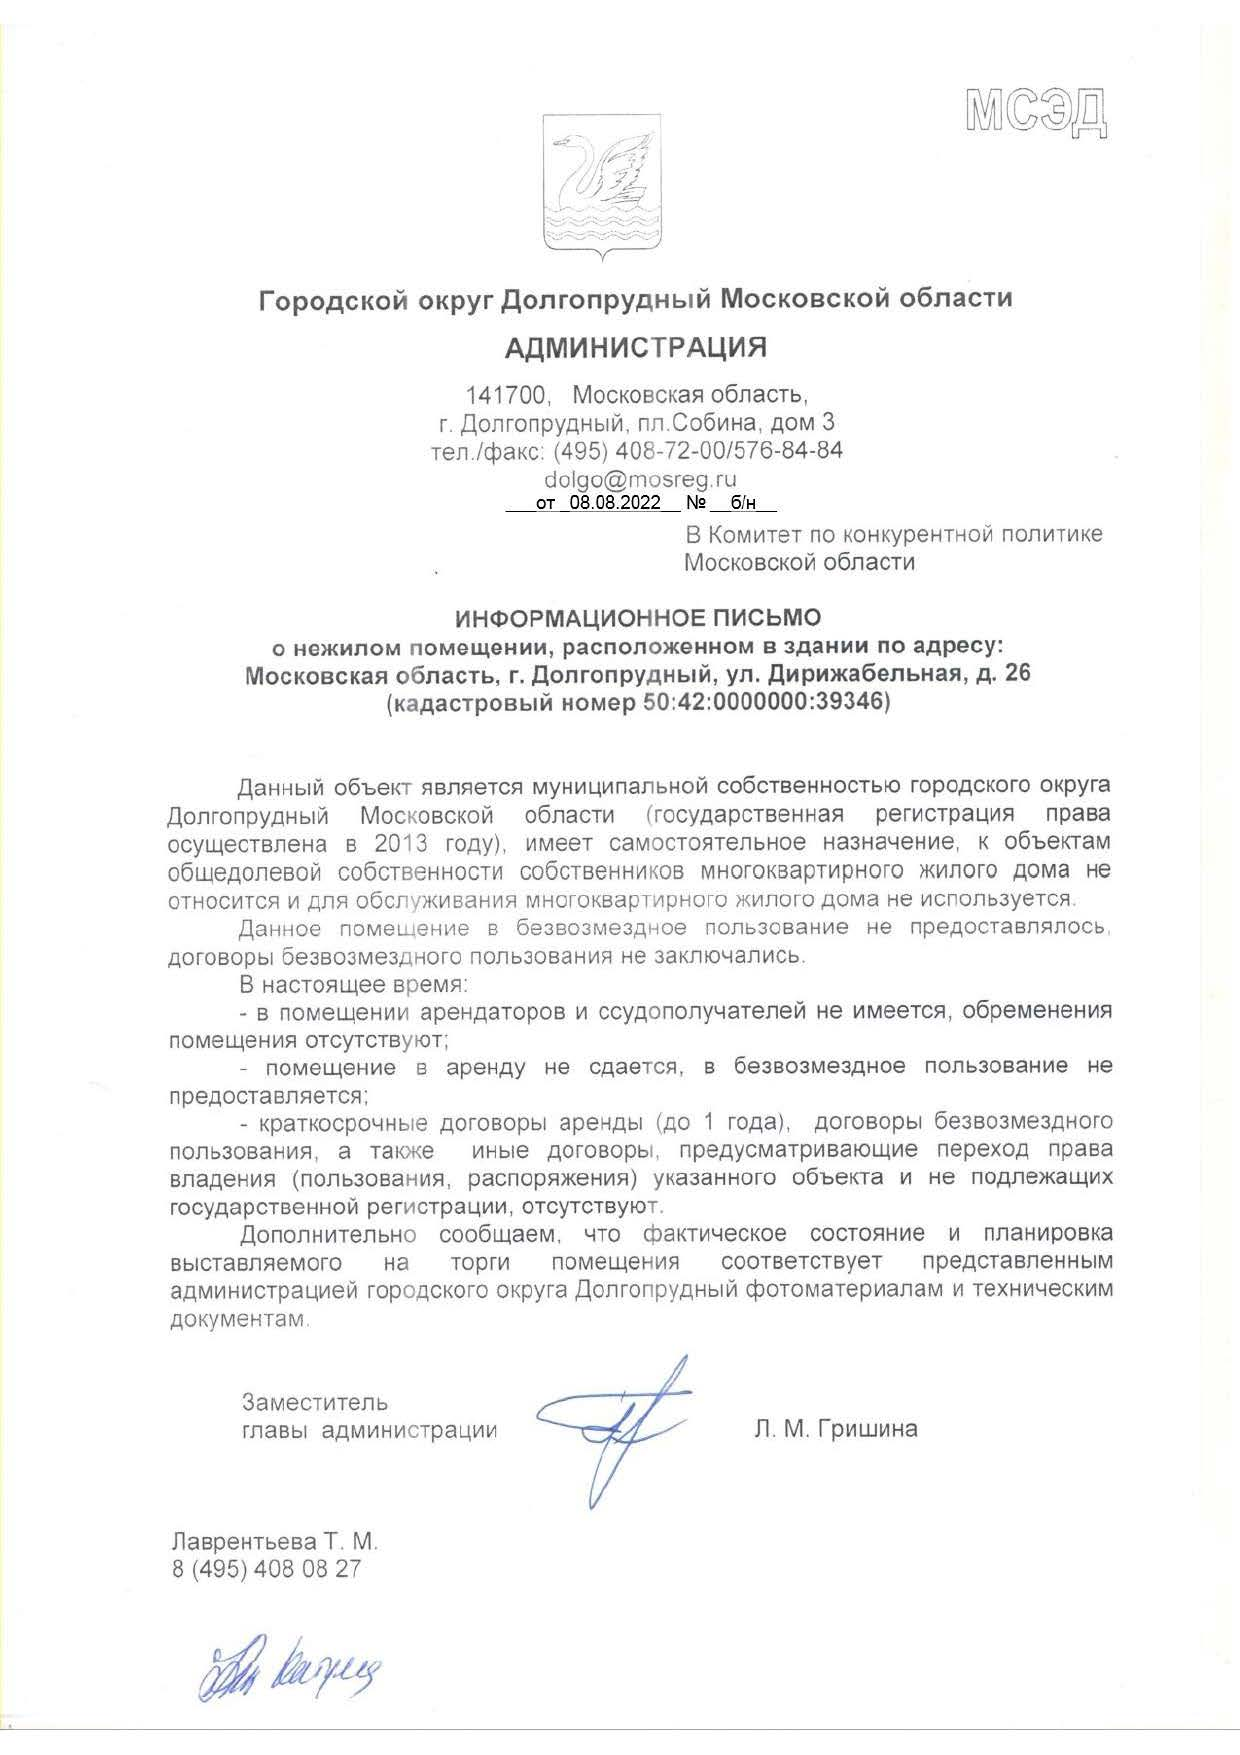 МСЭД
Городской округ Долгопрудный Московской области
АДМИНИСТРАЦИЯ
141700, Московская область,
г. Долгопрудный, пл.Собина, дом 3
тел./факс: (495) 408-72-00/576-84-84
dolgo@mosreg.ru
___от _08.08.2022__ № __б/н__
В Комитет по конкурентной политике
Московской области
ИНФОРМАЦИОННОЕ ПИСЬМО
о нежилом помещении, расположенном в здании по адресу:
Московская область, г. Долгопрудный, ул. Дирижабельная, д. 26
(кадастровый номер 50:42:0000000:39346)
Данный объект является муниципальной собственностью городского округа
Долгопрудный Московской области (государственная регистрация права
осуществлена в 2013 году), имеет самостоятельное назначение, к объектам
общедолевой собственности собственников многоквартирного жилого дома не
относится и для обслуживания многоквартирного жилого дома не используется.
Данное помещение в безвозмездное пользование не предоставлялось,
договоры безвозмездного пользования не заключались.
В настоящее время:
- в помещении арендаторов и ссудополучателей не имеется, обременения
помещения отсутствуют;
- помещение в аренду не сдается, в безвозмездное пользование не
предоставляется;
- краткосрочные договоры аренды (до 1 года), договоры безвозмездного
пользования, а также иные договоры, предусматривающие переход права
владения (пользования, распоряжения) указанного объекта и не подлежащих
государственной регистрации, отсутствуют.
Дополнительно сообщаем, что фактическое состояние и планировка
выставляемого на торги помещения соответствует представленным
администрацией городского округа Долгопрудный фотоматериалам и техническим
документам.
Заместитель
главы администрации Л. М. Гришина
Лаврентьева Т. М.
8 (495) 408 08 27